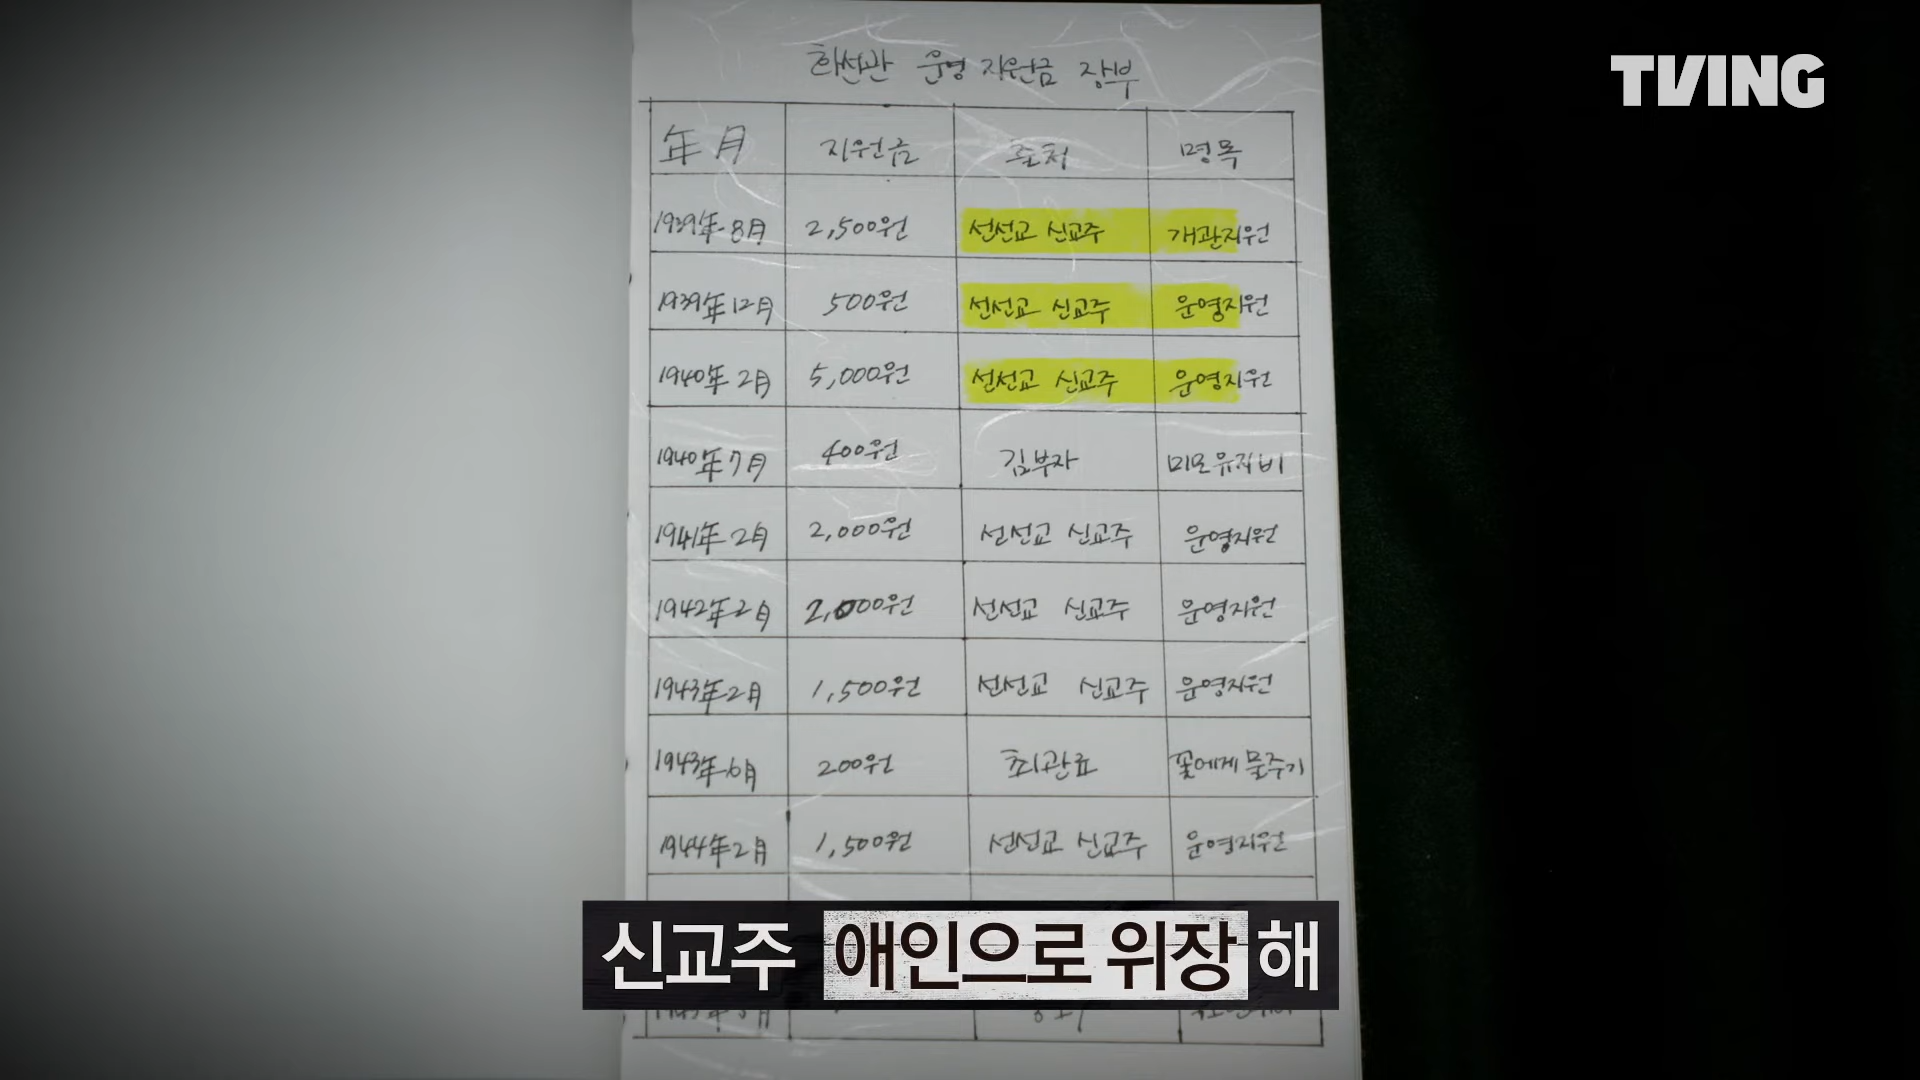 TVING
화선관 운영 지원금 장부
年月 지원금 출처 명목
1939年 8月 2,500원 선선교 신교주 개관지원
1939年 12月 500원 선선교 신교주 운영지원
1940年 2月 5,000원 선선교 신교주 운영지원
1940年 7月 400원 김부자 미모유지비
1941年 2月 2,000원 선선교 신교주 운영지원
1942年 2月 2,000원 선선교 신교주 운영지원
1943年 2月 1,500원 선선교 신교주 운영지원
1943年 6月 200원 최관료 꽃에게 물주기
1944年 2月 1,500원 선선교 신교주 운영지원
신교주 애인으로 위장 해